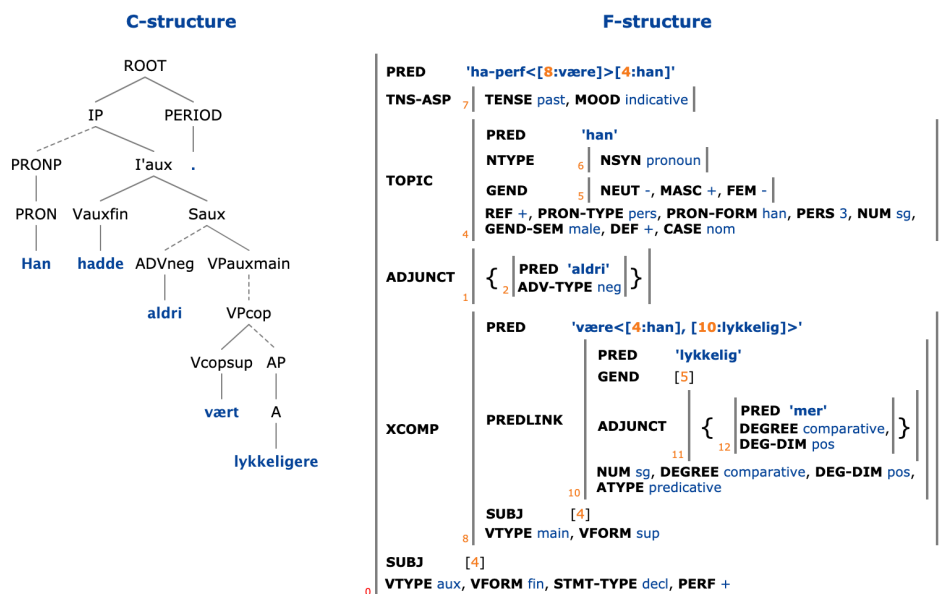 C-structure
ROOT
IP PERIOD
PRONP I'aux .
PRON Vauxfin Saux
Han hadde ADVneg VPauxmain
aldri VPcop
Vcopsup AP
vært A
lykkeligere
F-structure
PRED 'ha-perf<[8:være]>[4:han]'
TNS-ASP 7 TENSE past, MOOD indicative
PRED 'han'
NTYPE 6 NSYN pronoun
TOPIC
GEND 5 NEUT -, MASC +, FEM -
REF +, PRON-TYPE pers, PRON-FORM han, PERS 3, NUM sg,
4 GEND-SEM male, DEF +, CASE nom
PRED 'aldri'
ADJUNCT { }
1 2 ADV-TYPE neg
PRED 'være<[4:han], [10:lykkelig]>'
PRED 'lykkelig'
GEND [5]
PRED 'mer'
XCOMP PREDLINK ADJUNCT { DEGREE comparative, }
11 12 DEG-DIM pos
NUM sg, DEGREE comparative, DEG-DIM pos,
10 ATYPE predicative
SUBJ [4]
8 VTYPE main, VFORM sup
SUBJ [4]
0 VTYPE aux, VFORM fin, STMT-TYPE decl, PERF +